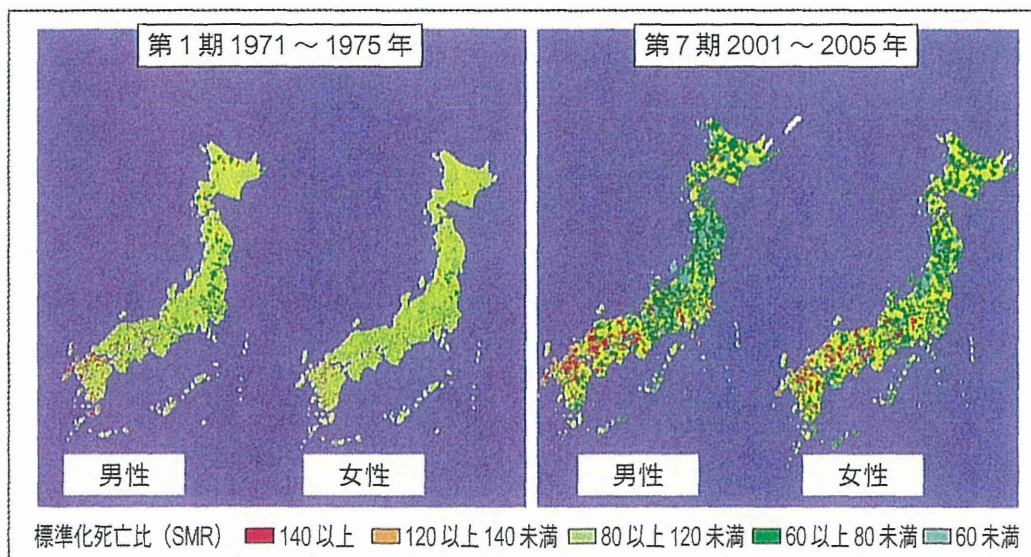 第1期 1971～1975年
第7期 2001～2005年
男性
女性
男性
女性
標準化死亡比（SMR） 140以上 120以上140未満 80以上120未満 60以上80未満 60未満